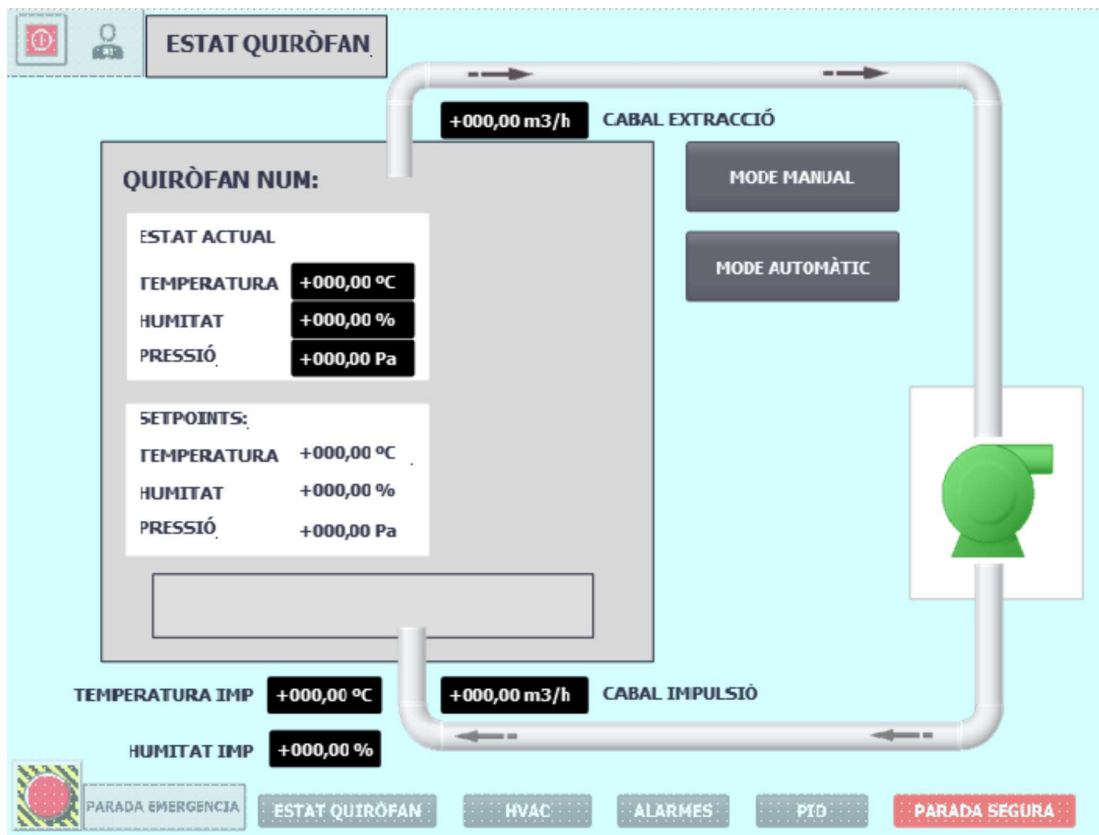 ESTAT QUIRÒFAN
+000,00 m3/h CABAL EXTRACCIÓ
QUIRÒFAN NUM:
MODE MANUAL
ESTAT ACTUAL
MODE AUTOMÀTIC
TEMPERATURA +000,00 ºC
HUMITAT +000,00 %
PRESSIÓ +000,00 Pa
SETPOINTS:
TEMPERATURA +000,00 ºC
HUMITAT +000,00 %
PRESSIÓ +000,00 Pa
TEMPERATURA IMP +000,00 ºC +000,00 m3/h CABAL IMPULSIÒ
HUMITAT IMP +000,00 %
PARADA EMERGENCIA ESTAT QUIRÒFAN HVAC ALARMES PID PARADA SEGURA